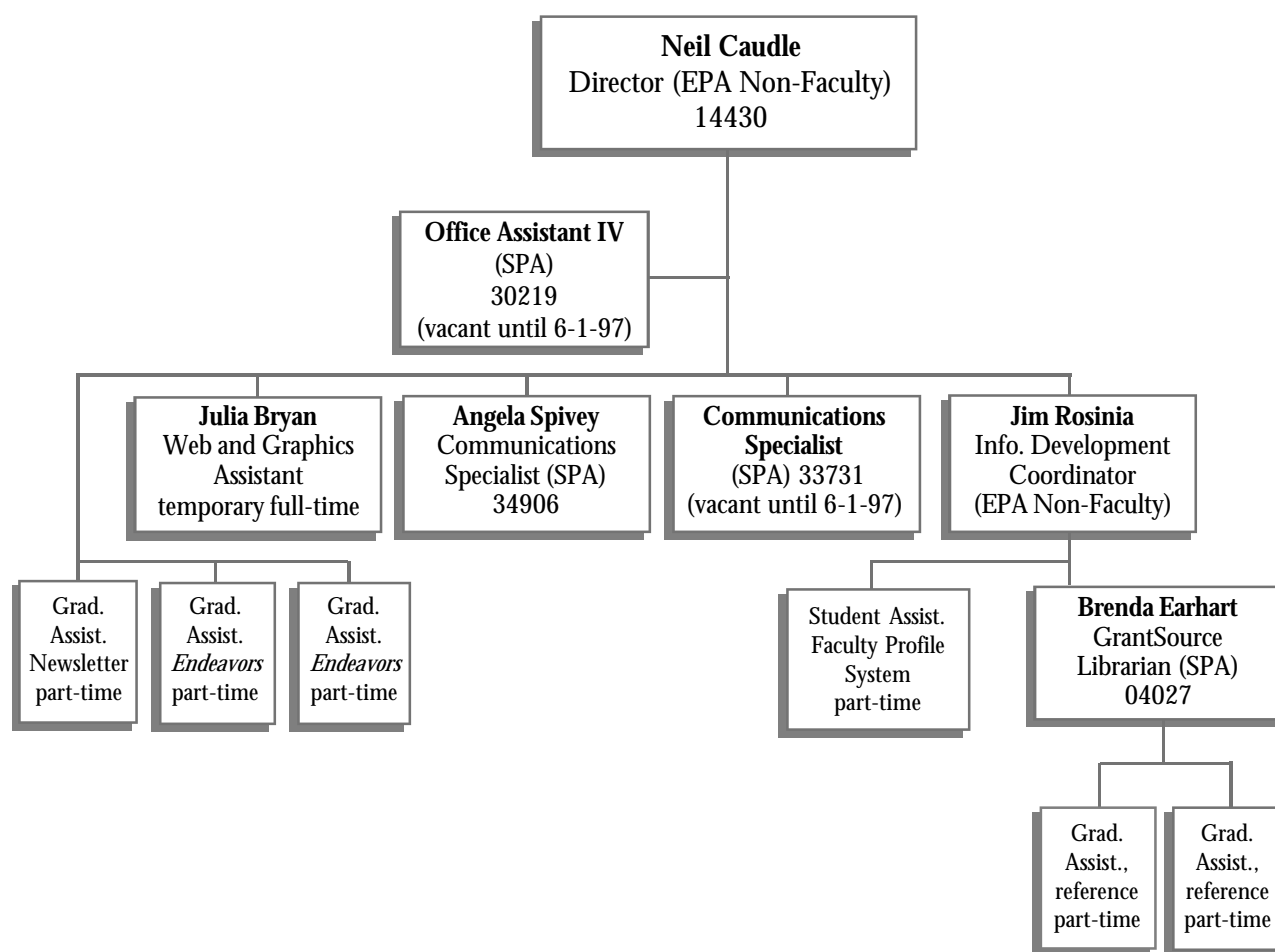 Neil Caudle
Director (EPA Non-Faculty)
14430
Office Assistant IV
(SPA)
30219
(vacant until 6-1-97)
Julia Bryan
Web and Graphics
Assistant
temporary full-time
Angela Spivey
Communications
Specialist (SPA)
34906
Communications
Specialist
(SPA) 33731
(vacant until 6-1-97)
Jim Rosinia
Info. Development
Coordinator
(EPA Non-Faculty)
Grad.
Assist.
Newsletter
part-time
Grad.
Assist.
Endeavors
part-time
Grad.
Assist.
Endeavors
part-time
Student Assist.
Faculty Profile
System
part-time
Brenda Earhart
GrantSource
Librarian (SPA)
04027
Grad.
Assist.,
reference
part-time
Grad.
Assist.,
reference
part-time